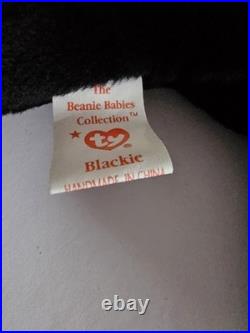 The
Beanie Babies
Collection™
ty®
Blackie
HANDMADE IN CHINA